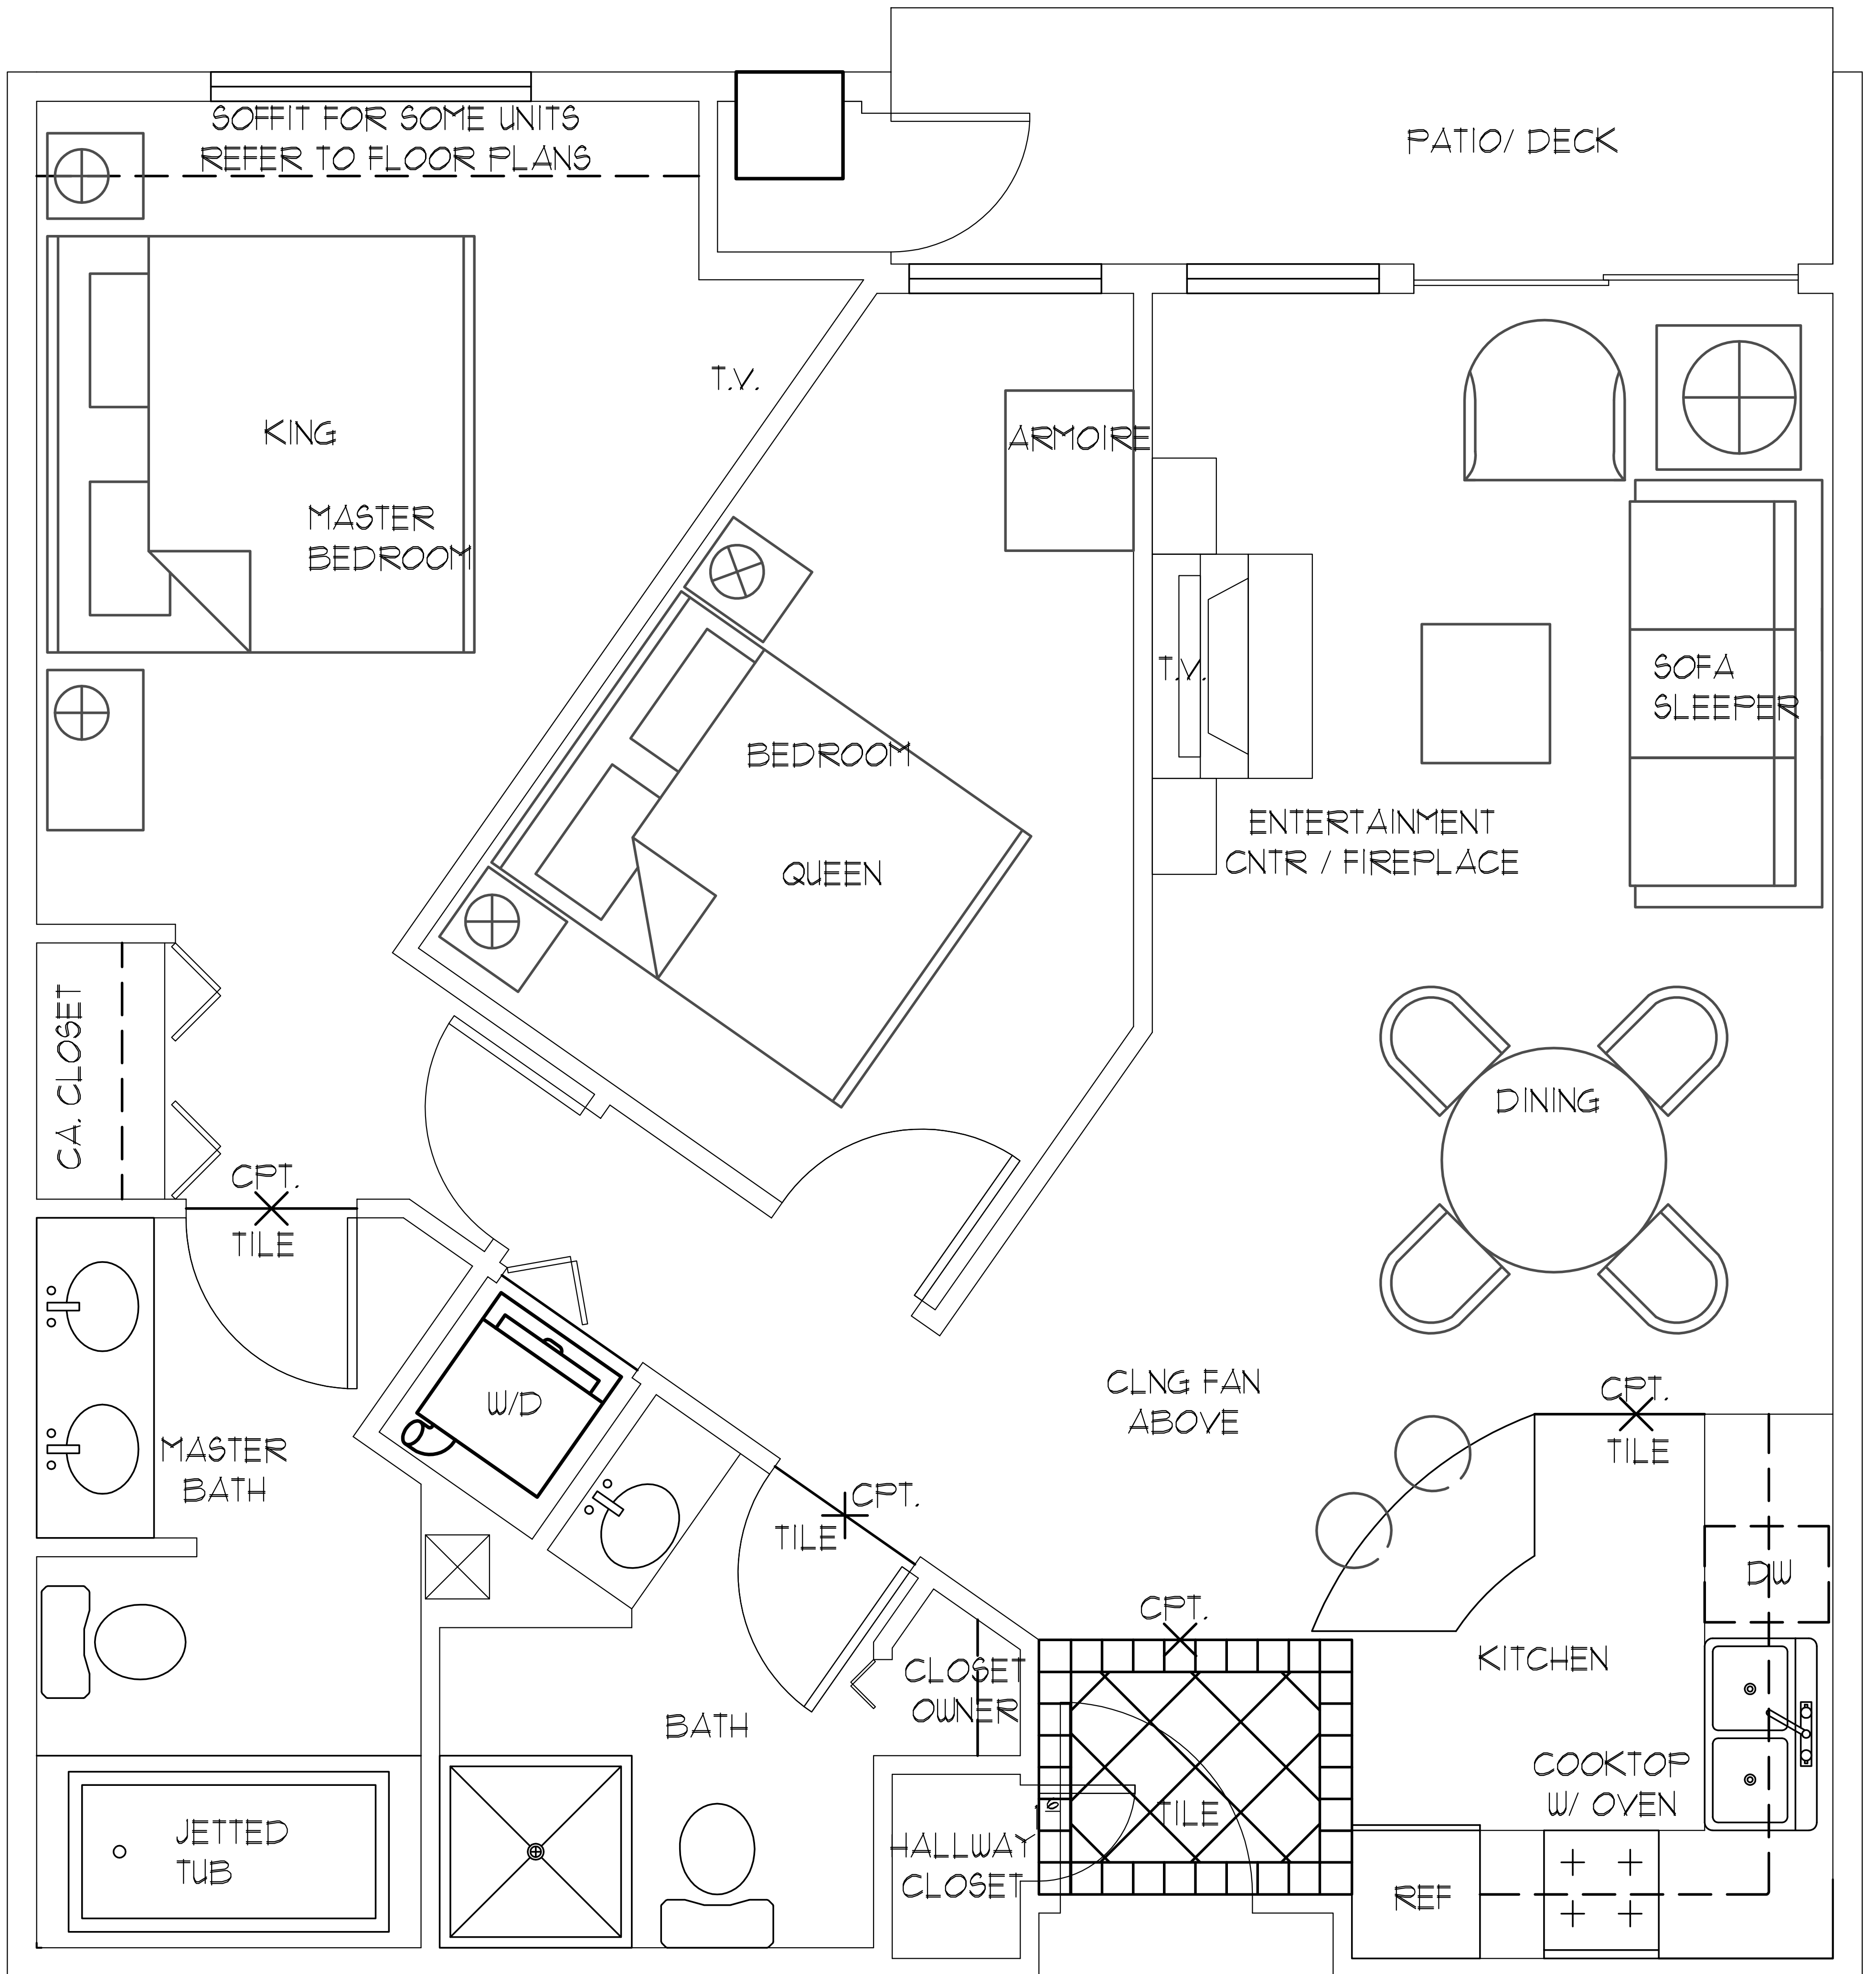 SOFFIT FOR SOME UNITS
REFER TO FLOOR PLANS
PATIO/ DECK
T.V.
KING
ARMOIRE
MASTER
BEDROOM
T.V.
SOFA
SLEEPER
BEDROOM
ENTERTAINMENT
CNTR / FIREPLACE
QUEEN
CA. CLOSET
DINING
CPT.
TILE
W/D
CLNG FAN
ABOVE
CPT.
TILE
MASTER
BATH
CPT.
TILE
DW
CPT.
KITCHEN
CLOSET
OWNER
BATH
COOKTOP
W/ OVEN
TILE
JETTED
TUB
HALLWAY
CLOSET
REF